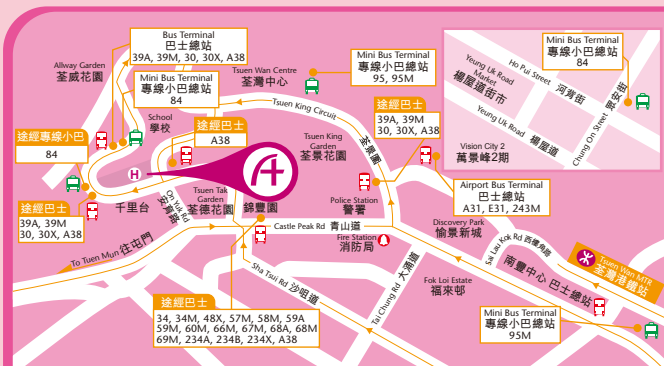 Bus Terminal
巴士總站
39A, 39M, 30, 30X, A38
Allway Garden
荃威花園
Mini Bus Terminal
專線小巴總站
84
Tsuen Wan Centre
荃灣中心
Mini Bus Terminal
專線小巴總站
95, 95M
Mini Bus Terminal
專線小巴總站
84
Yeung Uk Road
Market
楊屋道街市
Ho Pui Street
河背街
Yeung Uk Road
楊屋道
Chung On Street
眾安街
Vision City 2
萬景峰2期
School
學校
途經巴士
A38
Tsuen King Circuit
荃景圍
途經巴士
39A, 39M
30, 30X, A38
途經專線小巴
84
Tsuen King
Garden
荃景花園
H
千里台
途經巴士
39A, 39M
30, 30X, A38
On Yuk Rd
安育路
Tsuen Tak
Garden
荃德花園
錦豐園
Police Station
警署
Airport Bus Terminal
巴士總站
A31, E31, 243M
To Tuen Mun 往屯門
Castle Peak Rd 青山道
Fire Station
消防局
Discovery Park
愉景新城
Sai Lau Kok Rd 西樓角路
Tsuen Wan MTR
荃灣港鐵站
南豐中心 巴士總站
Sha Tsui Rd 沙咀道
Tai Chung Rd 大涌道
Fok Loi Estate
福來邨
途經巴士
34, 34M, 48X, 57M, 58M, 59A
59M, 60M, 66M, 67M, 68A, 68M
69M, 234A, 234B, 234X, A38
Mini Bus Terminal
專線小巴總站
95M